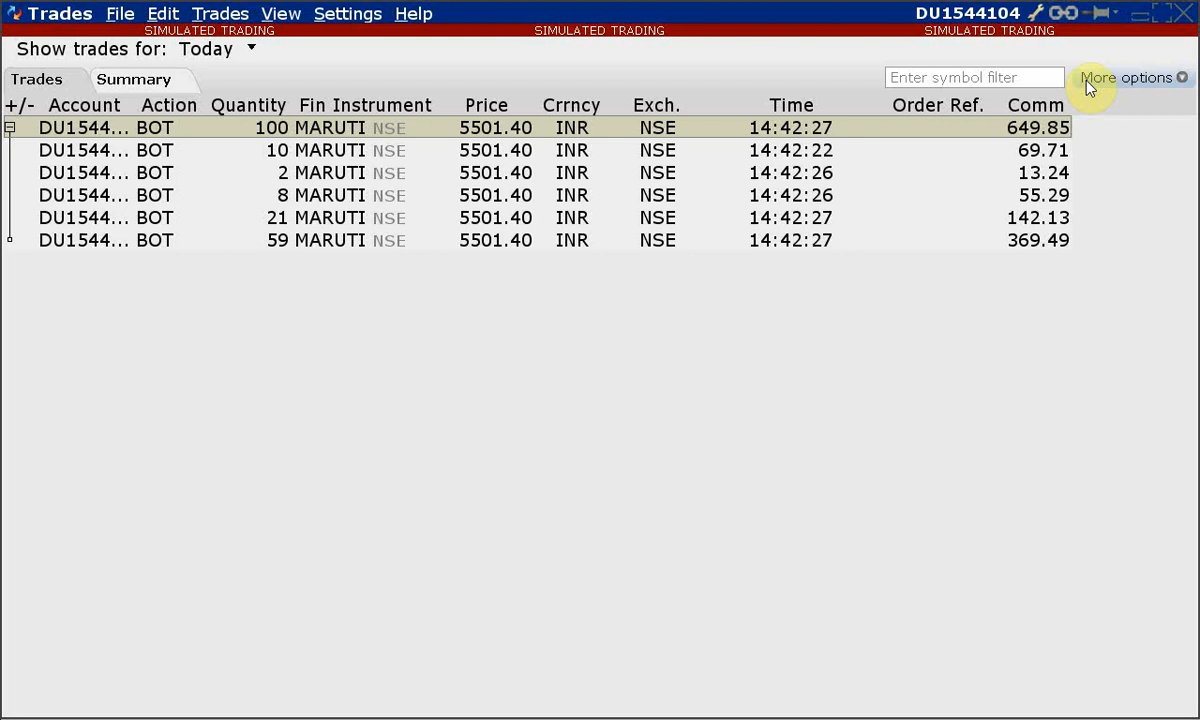 Trades File Edit Trades View Settings Help DU1544104
SIMULATED TRADING SIMULATED TRADING SIMULATED TRADING
Show trades for: Today
Trades Summary Enter symbol filter More options
+/- Account Action Quantity Fin Instrument Price Crrncy Exch. Time Order Ref. Comm
DU1544... BOT 100 MARUTI NSE 5501.40 INR NSE 14:42:27 649.85
DU1544... BOT 10 MARUTI NSE 5501.40 INR NSE 14:42:22 69.71
DU1544... BOT 2 MARUTI NSE 5501.40 INR NSE 14:42:26 13.24
DU1544... BOT 8 MARUTI NSE 5501.40 INR NSE 14:42:26 55.29
DU1544... BOT 21 MARUTI NSE 5501.40 INR NSE 14:42:27 142.13
DU1544... BOT 59 MARUTI NSE 5501.40 INR NSE 14:42:27 369.49